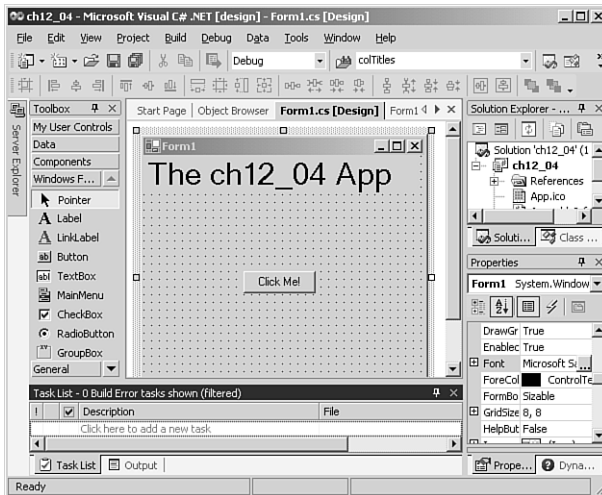 ch12_04 - Microsoft Visual C# .NET [design] - Form1.cs [Design]
File Edit View Project Build Debug Data Tools Window Help
Debug colTitles
Toolbox
Start Page Object Browser Form1.cs [Design] Form1
Solution Explorer - ...
Server Explorer
My User Controls
Data
Components
Windows F...
Pointer
A Label
A LinkLabel
ab Button
abl TextBox
MainMenu
CheckBox
RadioButton
GroupBox
General
Form1
The ch12_04 App
Click Me!
Solution 'ch12_04' (1
ch12_04
References
App.ico
Soluti... Class ...
Properties
Form1 System.Window
DrawGr True
Enablec True
Font Microsoft Sa ...
ForeCol ControlTe
FormBo Sizable
GridSize 8, 8
HelpBut False
Prope... Dyna...
Task List - 0 Build Error tasks shown (filtered)
! Description File
Click here to add a new task
Task List Output
Ready